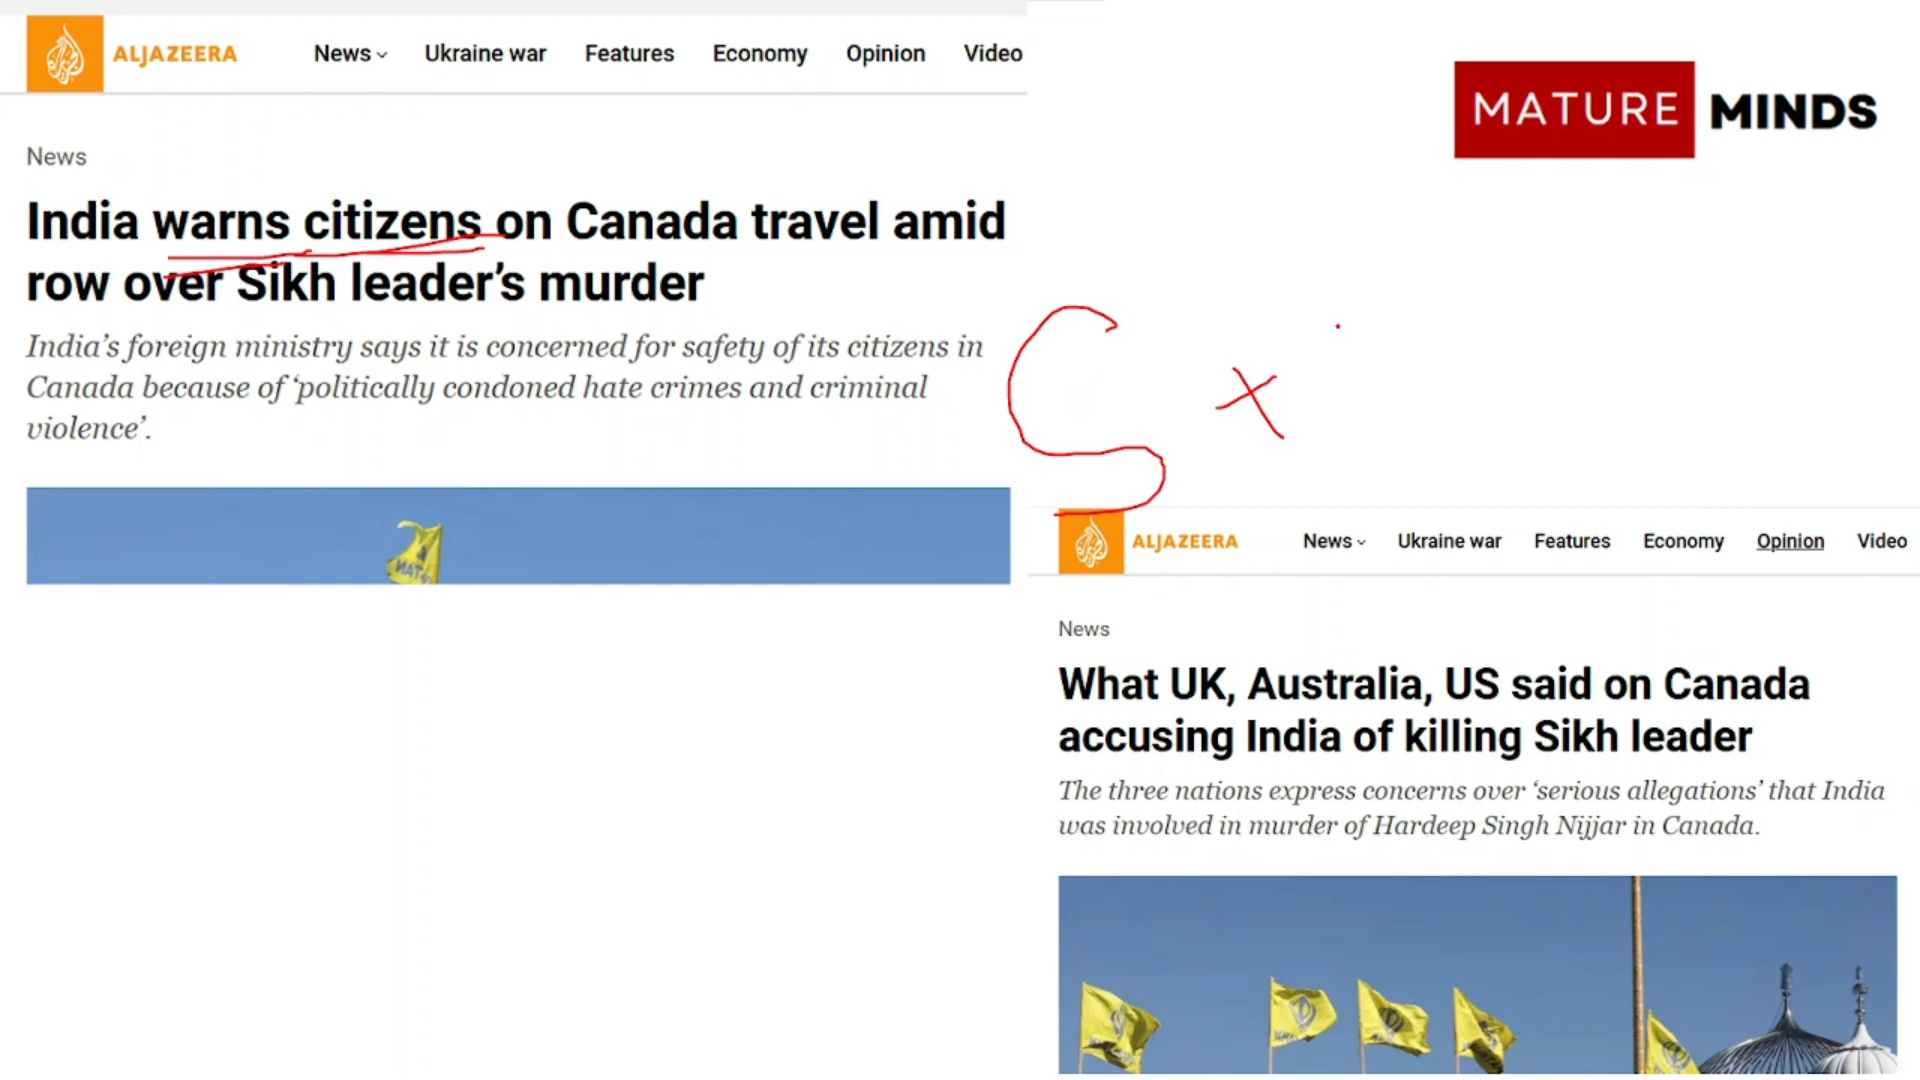 ALJAZEERA
News Ukraine war Features Economy Opinion Video
News
India warns citizens on Canada travel amid
row over Sikh leader’s murder
India’s foreign ministry says it is concerned for safety of its citizens in
Canada because of ‘politically condoned hate crimes and criminal
violence’.
MATURE MINDS
5 x
ALJAZEERA
News Ukraine war Features Economy Opinion Video
News
What UK, Australia, US said on Canada
accusing India of killing Sikh leader
The three nations express concerns over ‘serious allegations’ that India
was involved in murder of Hardeep Singh Nijjar in Canada.